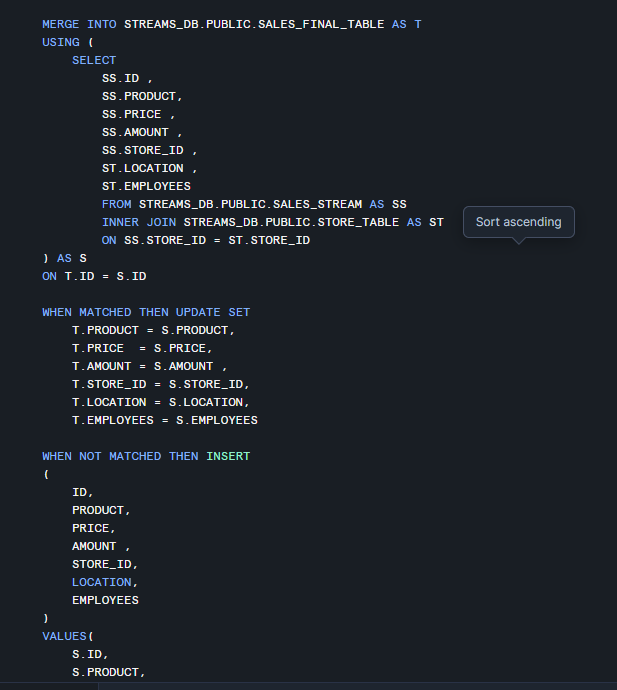 MERGE INTO STREAMS_DB.PUBLIC.SALES_FINAL_TABLE AS T
USING (
SELECT
SS.ID ,
SS.PRODUCT,
SS.PRICE ,
SS.AMOUNT ,
SS.STORE_ID ,
ST.LOCATION ,
ST.EMPLOYEES
FROM STREAMS_DB.PUBLIC.SALES_STREAM AS SS
INNER JOIN STREAMS_DB.PUBLIC.STORE_TABLE AS ST
Sort ascending
ON SS.STORE_ID = ST.STORE_ID
) AS S
ON T.ID = S.ID
WHEN MATCHED THEN UPDATE SET
T.PRODUCT = S.PRODUCT,
T.PRICE  = S.PRICE,
T.AMOUNT = S.AMOUNT ,
T.STORE_ID = S.STORE_ID,
T.LOCATION = S.LOCATION,
T.EMPLOYEES = S.EMPLOYEES
WHEN NOT MATCHED THEN INSERT
(
ID,
PRODUCT,
PRICE,
AMOUNT ,
STORE_ID,
LOCATION,
EMPLOYEES
)
VALUES(
S.ID,
S.PRODUCT,